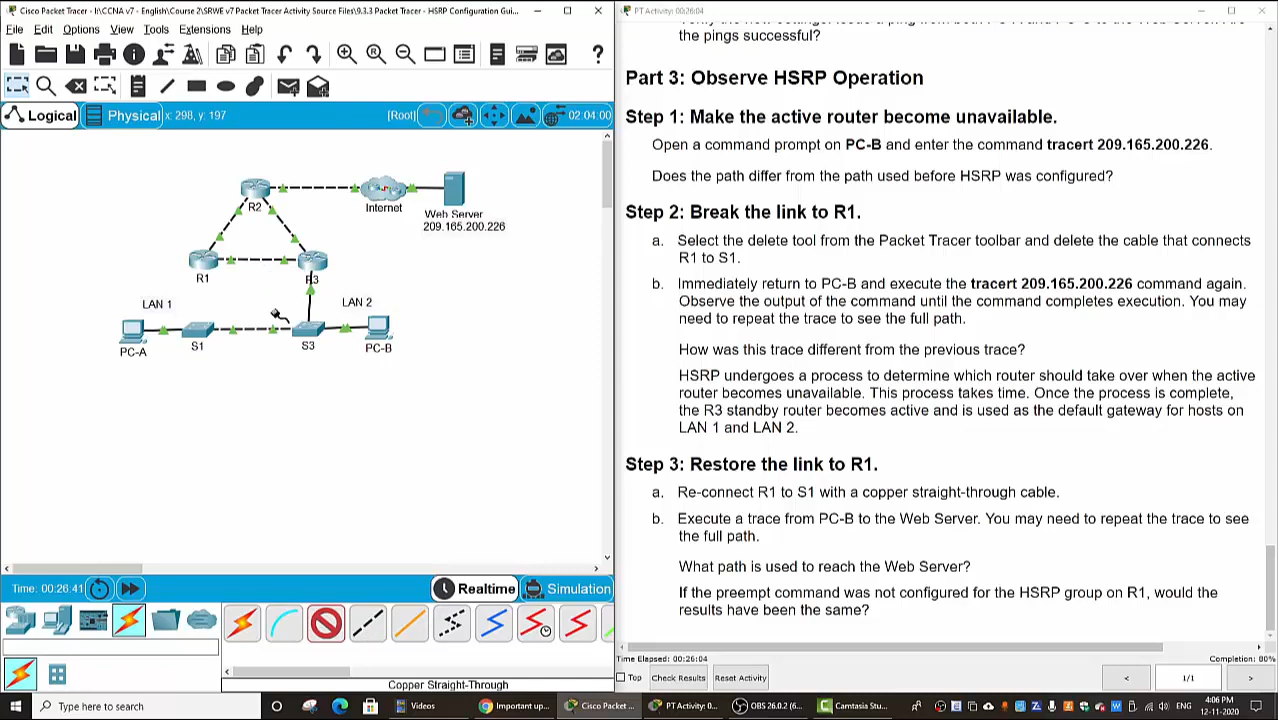 Cisco Packet Tracer - I:\CCNA v7 - English\Course 2\SRWE v7 Packet Tracer Activity Source Files\9.3.3 Packet Tracer - HSRP Configuration Gui...
File Edit Options View Tools Extensions Help
Logical Physical x: 298, y: 197 [Root] 02:04:00
R2
Internet
Web Server
209.165.200.226
R1
R3
LAN 1
LAN 2
PC-A
S1
S3
PC-B
Time: 00:26:41 Realtime Simulation
Copper Straight-Through
PT Activity: 00:26:04
the pings successful?
Part 3: Observe HSRP Operation
Step 1: Make the active router become unavailable.
Open a command prompt on PC-B and enter the command tracert 209.165.200.226.
Does the path differ from the path used before HSRP was configured?
Step 2: Break the link to R1.
a. Select the delete tool from the Packet Tracer toolbar and delete the cable that connects
R1 to S1.
b. Immediately return to PC-B and execute the tracert 209.165.200.226 command again.
Observe the output of the command until the command completes execution. You may
need to repeat the trace to see the full path.
How was this trace different from the previous trace?
HSRP undergoes a process to determine which router should take over when the active
router becomes unavailable. This process takes time. Once the process is complete,
the R3 standby router becomes active and is used as the default gateway for hosts on
LAN 1 and LAN 2.
Step 3: Restore the link to R1.
a. Re-connect R1 to S1 with a copper straight-through cable.
b. Execute a trace from PC-B to the Web Server. You may need to repeat the trace to see
the full path.
What path is used to reach the Web Server?
If the preempt command was not configured for the HSRP group on R1, would the
results have been the same?
Time Elapsed: 00:26:04 Completion: 80%
Top Check Results Reset Activity < 1/1 >
Type here to search Videos Important up... Cisco Packet ... PT Activity: 0... OBS 26.0.2 (6... Camtasia Stu... ENG 4:06 PM
12-11-2020